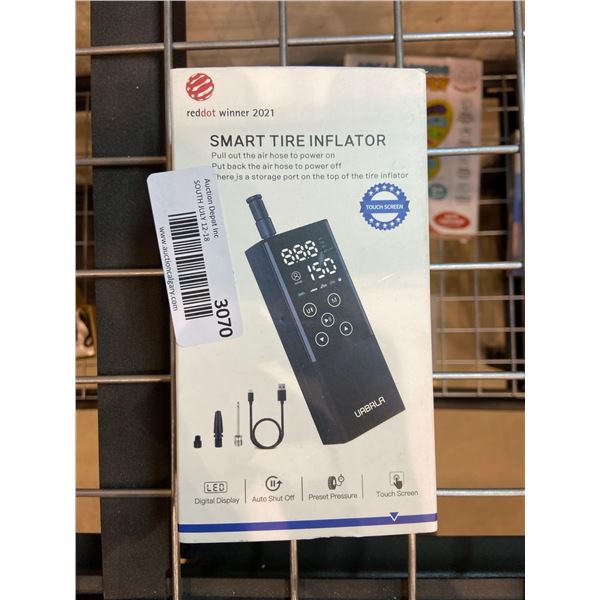 reddot winner 2021
SMART TIRE INFLATOR
Pull out the air hose to power on
Put back the air hose to power off
here is a storage port on the top of the tire inflator
TOUCH SCREEN
Auction Depot Inc
SOUTH JULY 12-18
3070
www.auctioncalgary.com
888
150
M
UABRLA
LED
Digital Display
Auto Shut Off
Preset Pressure
Touch Screen